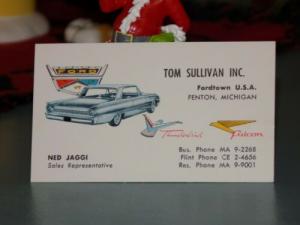 FORD
TOM SULLIVAN INC.
Fordtown U.S.A.
FENTON, MICHIGAN
Thunderbird
Falcon
NED JAGGI
Sales Representative
Bus. Phone MA 9-2268
Flint Phone CE 2-4656
Res. Phone MA 9-9001